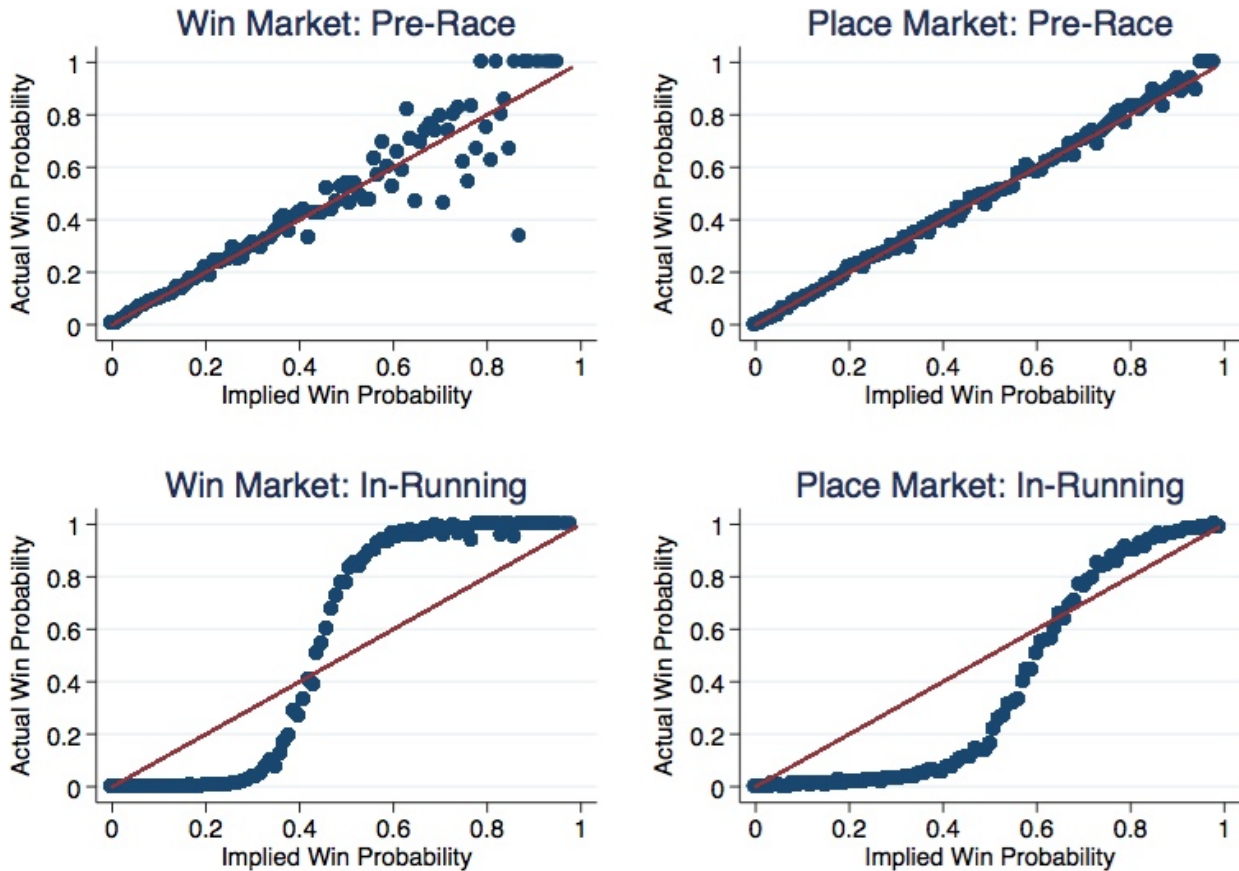 Win Market: Pre-Race
Actual Win Probability
1
0.8
0.6
0.4
0.2
0
0 0.2 0.4 0.6 0.8 1
Implied Win Probability
Place Market: Pre-Race
Actual Win Probability
1
0.8
0.6
0.4
0.2
0
0 0.2 0.4 0.6 0.8 1
Implied Win Probability
Win Market: In-Running
Actual Win Probability
1
0.8
0.6
0.4
0.2
0
0 0.2 0.4 0.6 0.8 1
Implied Win Probability
Place Market: In-Running
Actual Win Probability
1
0.8
0.6
0.4
0.2
0
0 0.2 0.4 0.6 0.8 1
Implied Win Probability